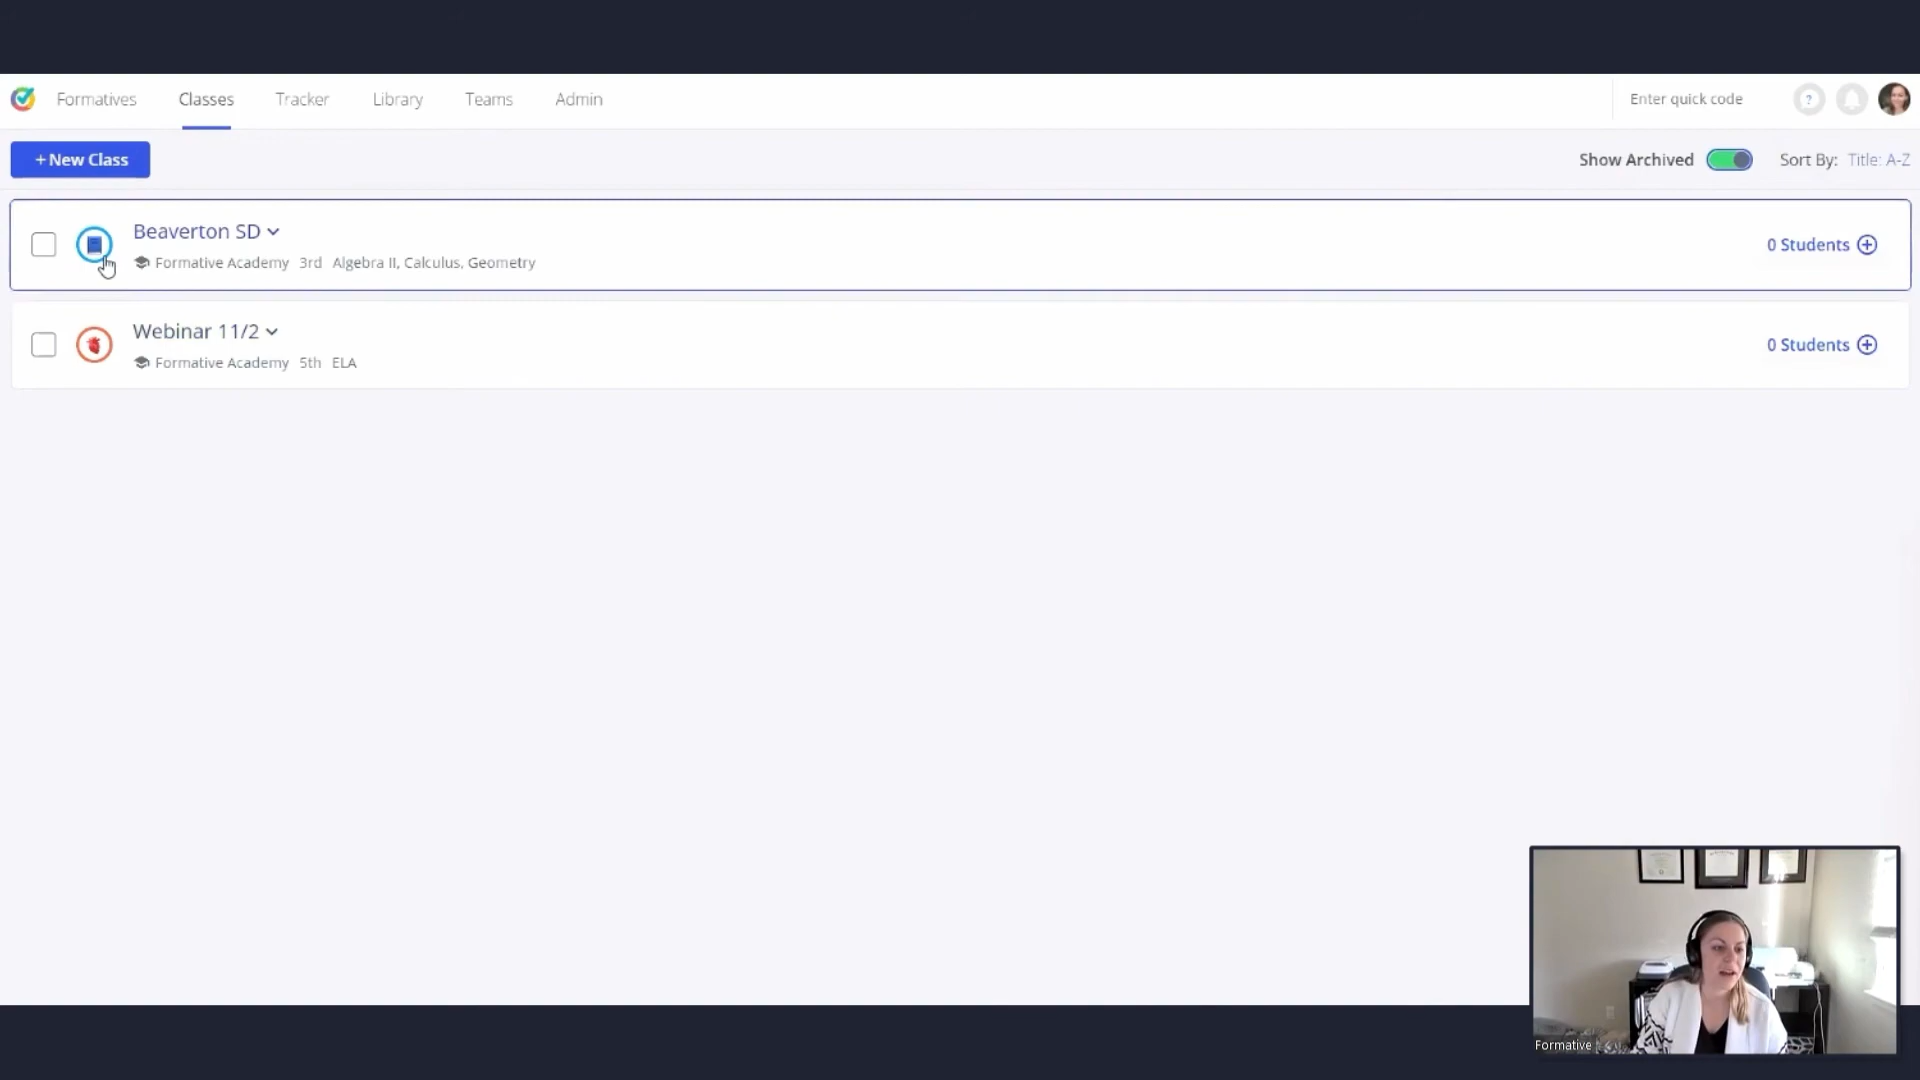 Formatives Classes Tracker Library Teams Admin Enter quick code ?
+ New Class Show Archived Sort By: Title: A-Z
Beaverton SD
Formative Academy 3rd Algebra II, Calculus, Geometry
0 Students
Webinar 11/2
Formative Academy 5th ELA
0 Students
Formative